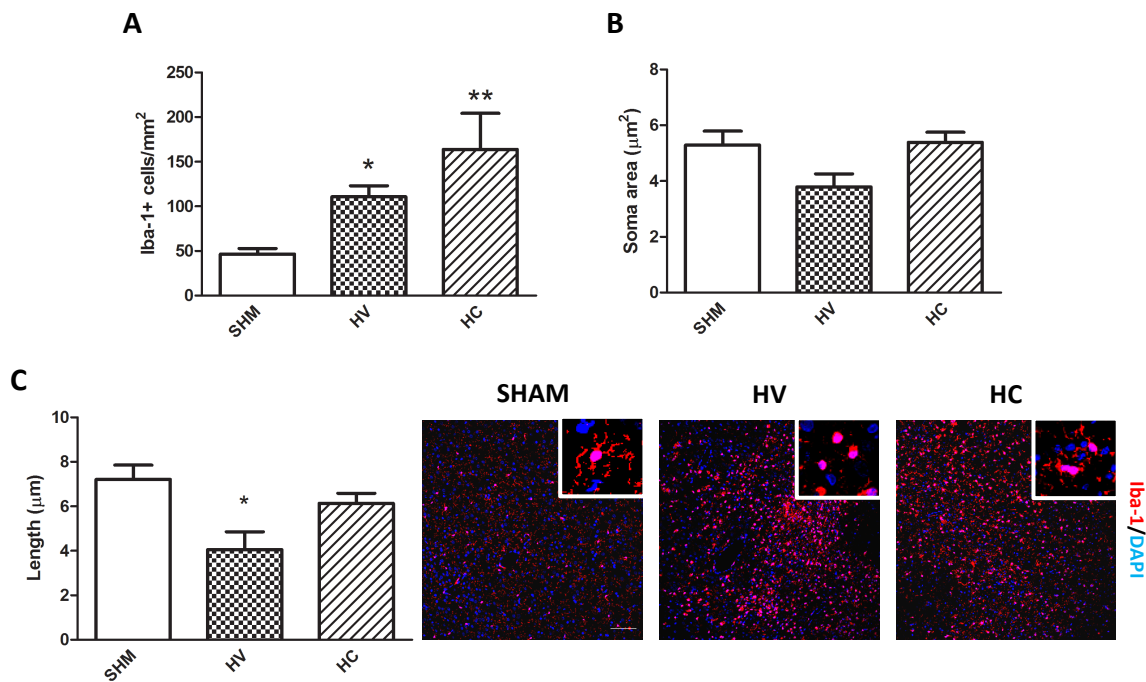 A
Iba-1+ cells/mm²
250
200
150
100
50
0
*
**
SHM
HV
HC
B
Soma area (μm²)
8
6
4
2
0
SHM
HV
HC
C
Length (μm)
10
8
6
4
2
0
*
SHM
HV
HC
SHAM
HV
HC
Iba-1/DAPI